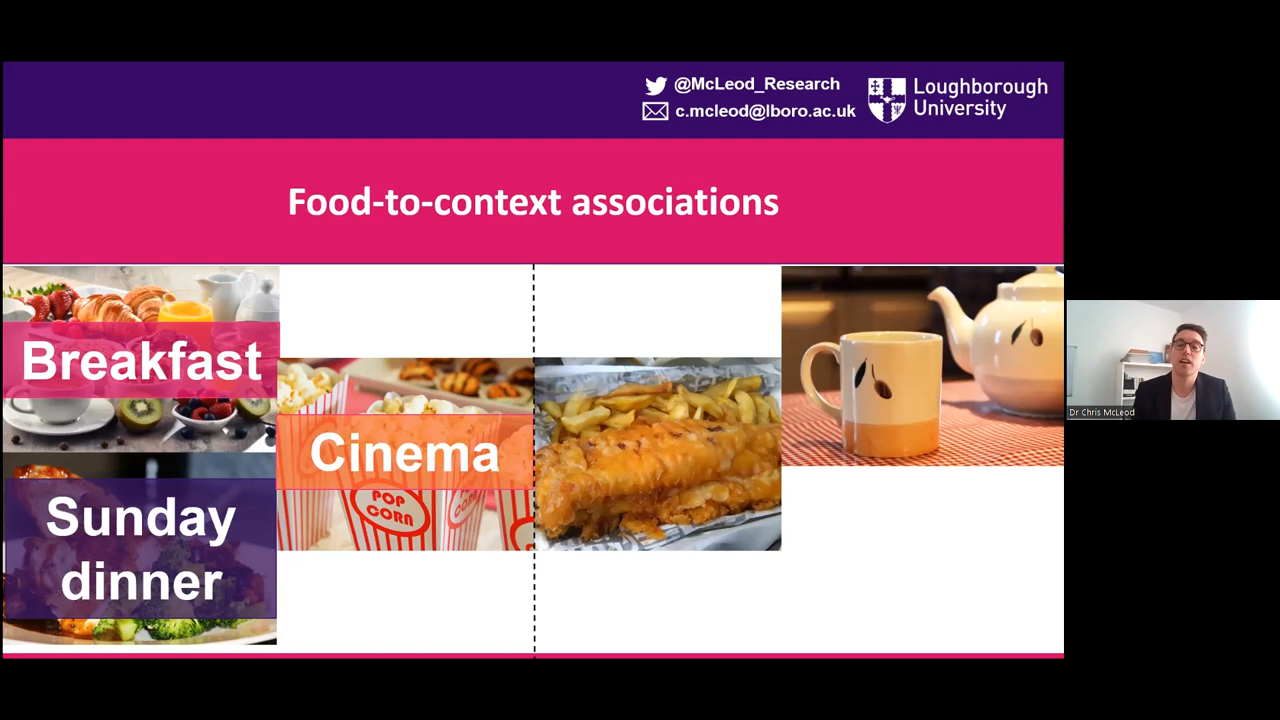 @McLeod_Research
c.mcleod@lboro.ac.uk
Loughborough
University
Food-to-context associations
Breakfast
Cinema
POP
CORN
Sunday
dinner
Dr Chris McLeod